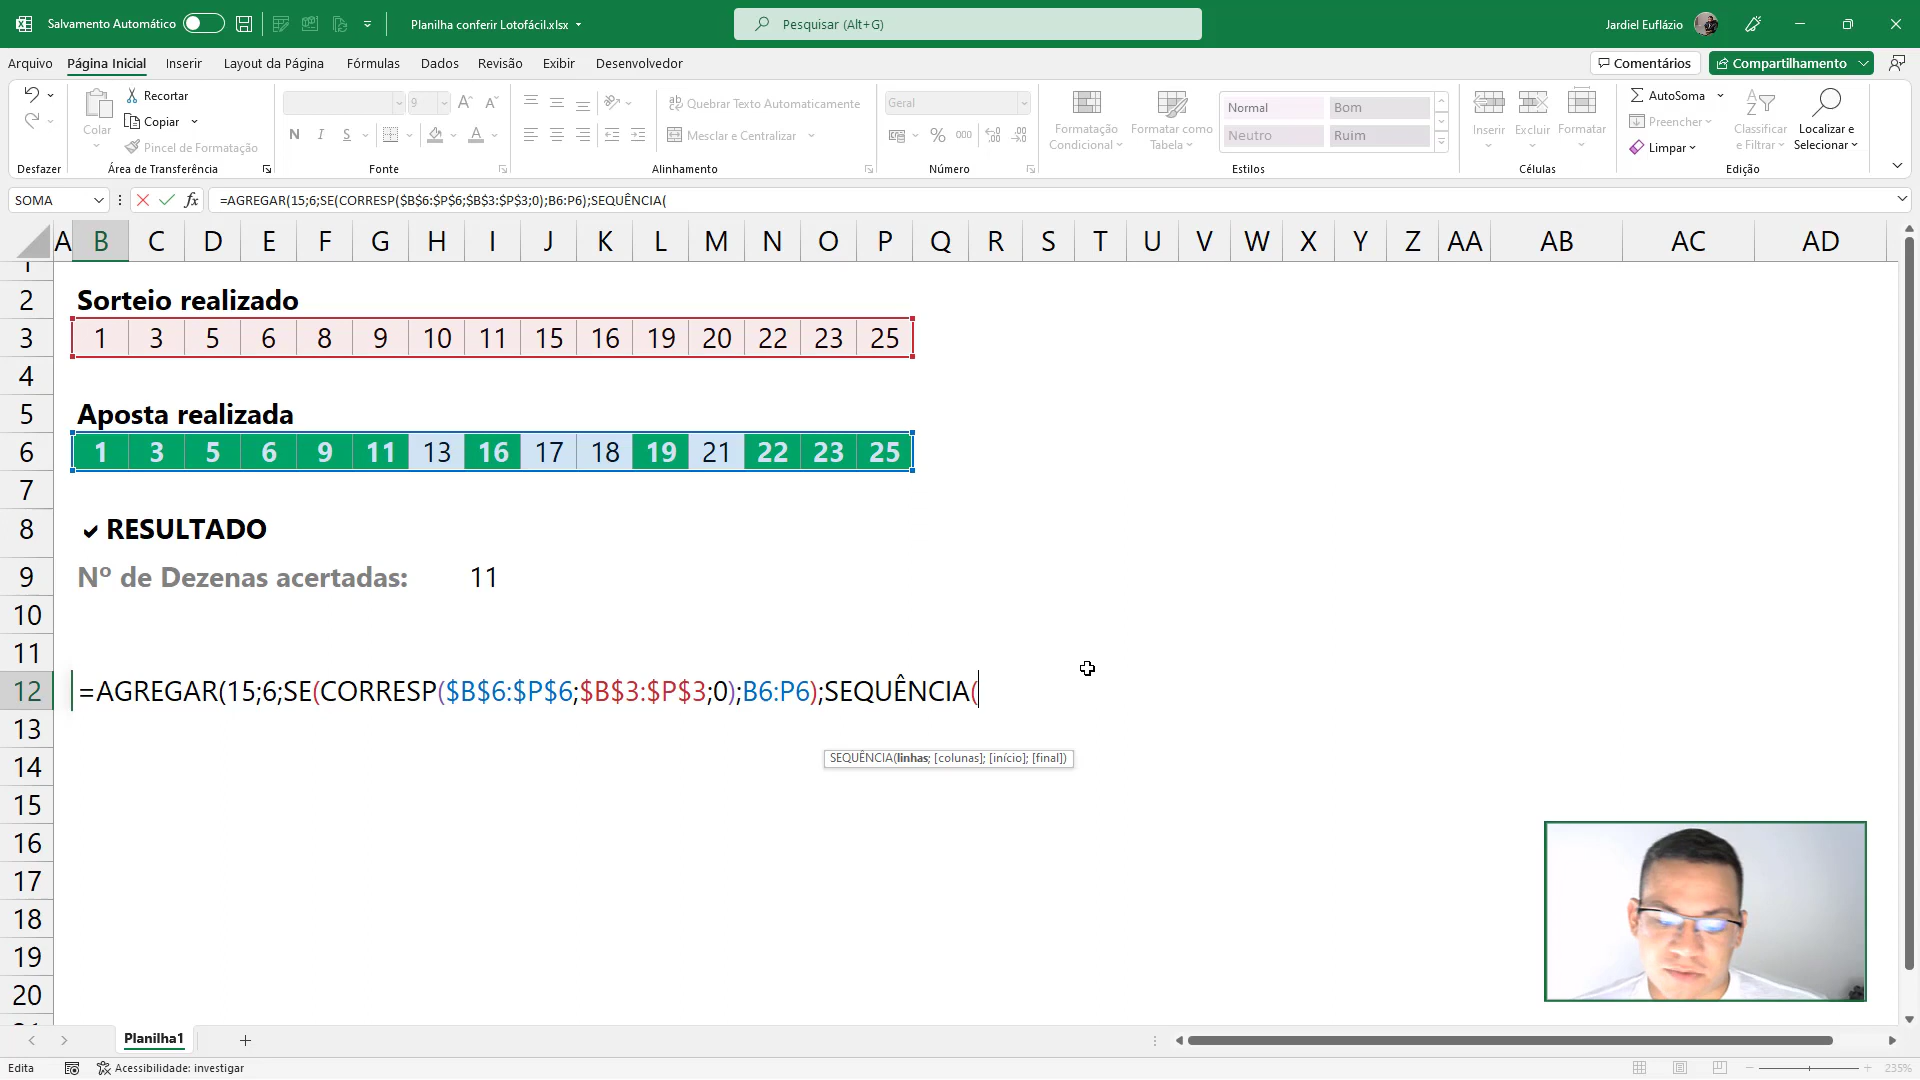 Salvamento Automático
Planilha conferir Lotofácil.xlsx
Pesquisar (Alt+G)
Jardiel Euflázio
Arquivo Página Inicial Inserir Layout da Página Fórmulas Dados Revisão Exibir Desenvolvedor
Comentários Compartilhamento
Colar
Recortar
Copiar
Pincel de Formatação
9
N I S
Quebrar Texto Automaticamente
Mesclar e Centralizar
Geral
% 000
Formatação Condicional
Formatar como Tabela
Normal Bom
Neutro Ruim
Inserir Excluir Formatar
AutoSoma
Preencher
Limpar
Classificar e Filtrar
Localizar e Selecionar
Desfazer Área de Transferência Fonte Alinhamento Número Estilos Células Edição
SOMA
fx
=AGREGAR(15;6;SE(CORRESP($B$6:$P$6;$B$3:$P$3;0);B6:P6);SEQUÊNCIA(
A B C D E F G H I J K L M N O P Q R S T U V W X Y Z AA AB AC AD
1
2 Sorteio realizado
3 1 3 5 6 8 9 10 11 15 16 19 20 22 23 25
4
5 Aposta realizada
6 1 3 5 6 9 11 13 16 17 18 19 21 22 23 25
7
8 RESULTADO
9 Nº de Dezenas acertadas: 11
10
11
12 =AGREGAR(15;6;SE(CORRESP($B$6:$P$6;$B$3:$P$3;0);B6:P6);SEQUÊNCIA(
13
SEQUÊNCIA(linhas; [colunas]; [início]; [final])
14
15
16
17
18
19
20
Planilha1
Edita
Acessibilidade: investigar
235%